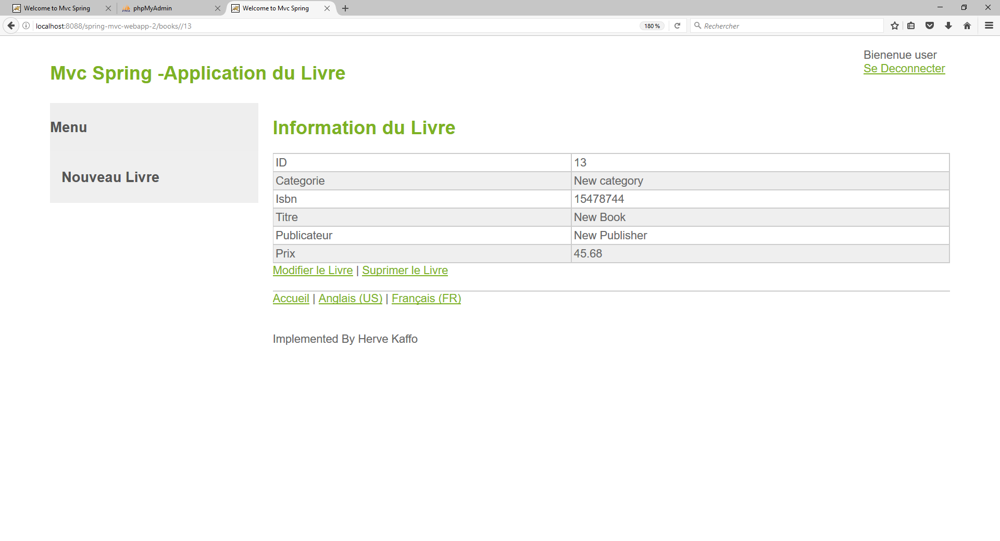 Welcome to Mvc Spring
phpMyAdmin
Welcome to Mvc Spring
localhost:8088/spring-mvc-webapp-2/books//13
180 %
Rechercher
Bienenue user
Se Deconnecter
Mvc Spring -Application du Livre
Menu
Nouveau Livre
Information du Livre
ID 13
Categorie New category
Isbn 15478744
Titre New Book
Publicateur New Publisher
Prix 45.68
Modifier le Livre | Suprimer le Livre
Accueil | Anglais (US) | Français (FR)
Implemented By Herve Kaffo